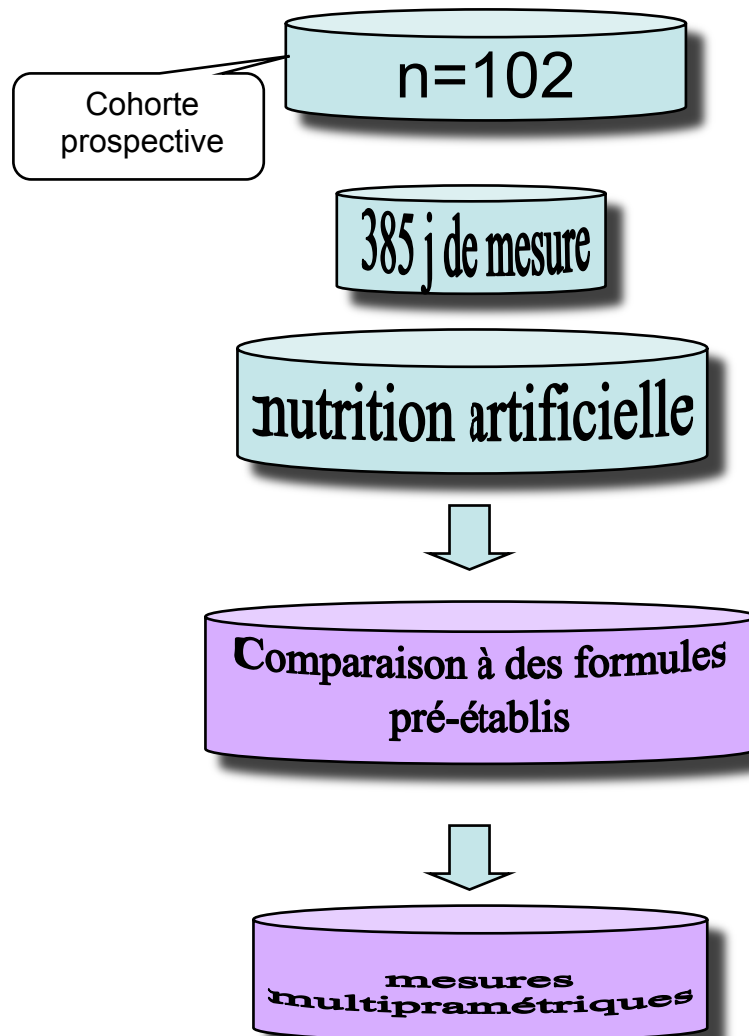 n=102
Cohorte
prospective
385 j de mesure
nutrition artificielle
Comparaison à des formules
pré-établis
mesures
multipramétriques